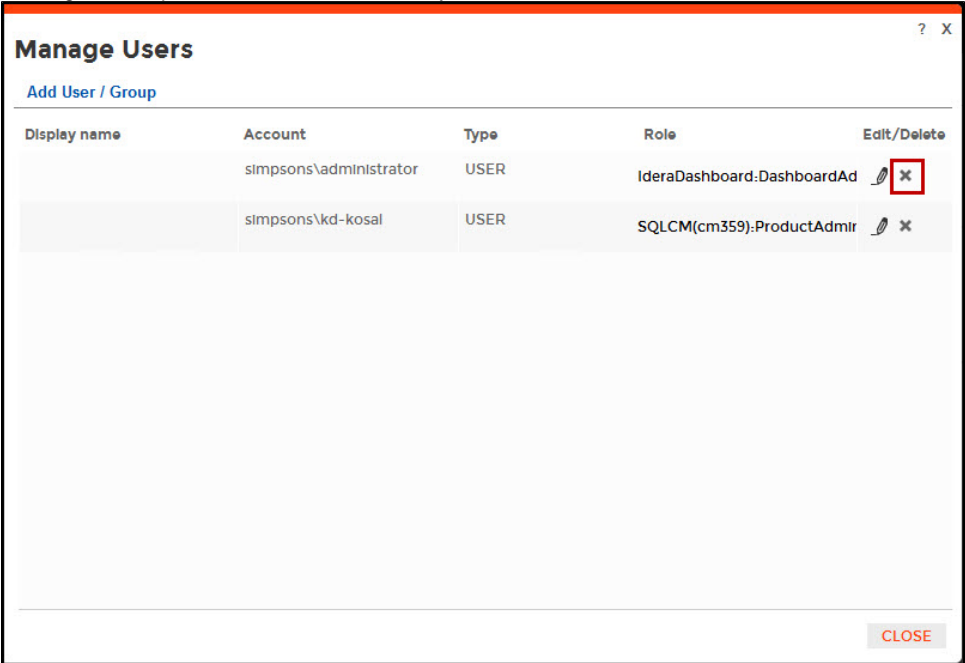 ? X
Manage Users
Add User / Group
Display name Account Type Role Edit/Delete
simpsons\administrator USER IderaDashboard:DashboardAd
simpsons\kd-kosal USER SQLCM(cm359):ProductAdmin
CLOSE